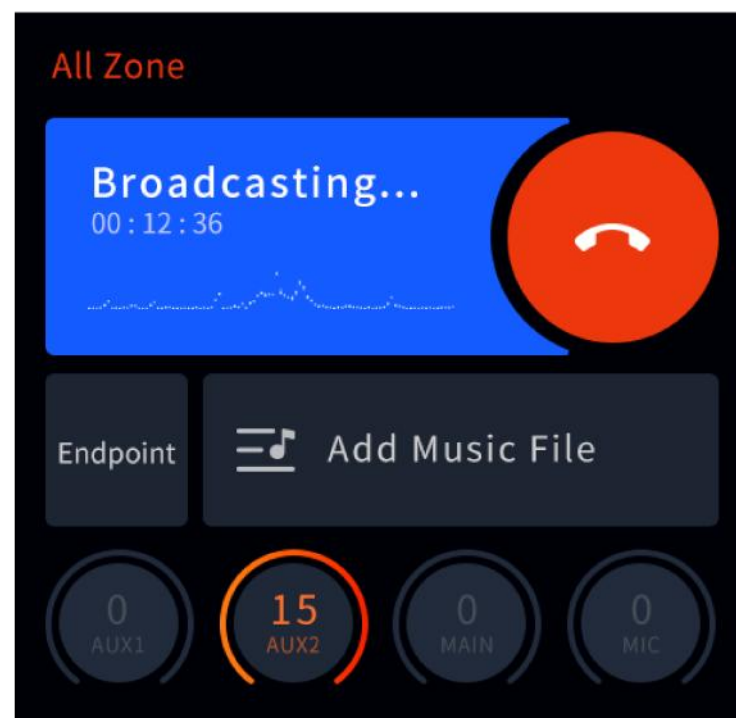 All Zone
Broadcasting...
00:12:36
Endpoint
Add Music File
0
AUX1
15
AUX2
0
MAIN
0
MIC